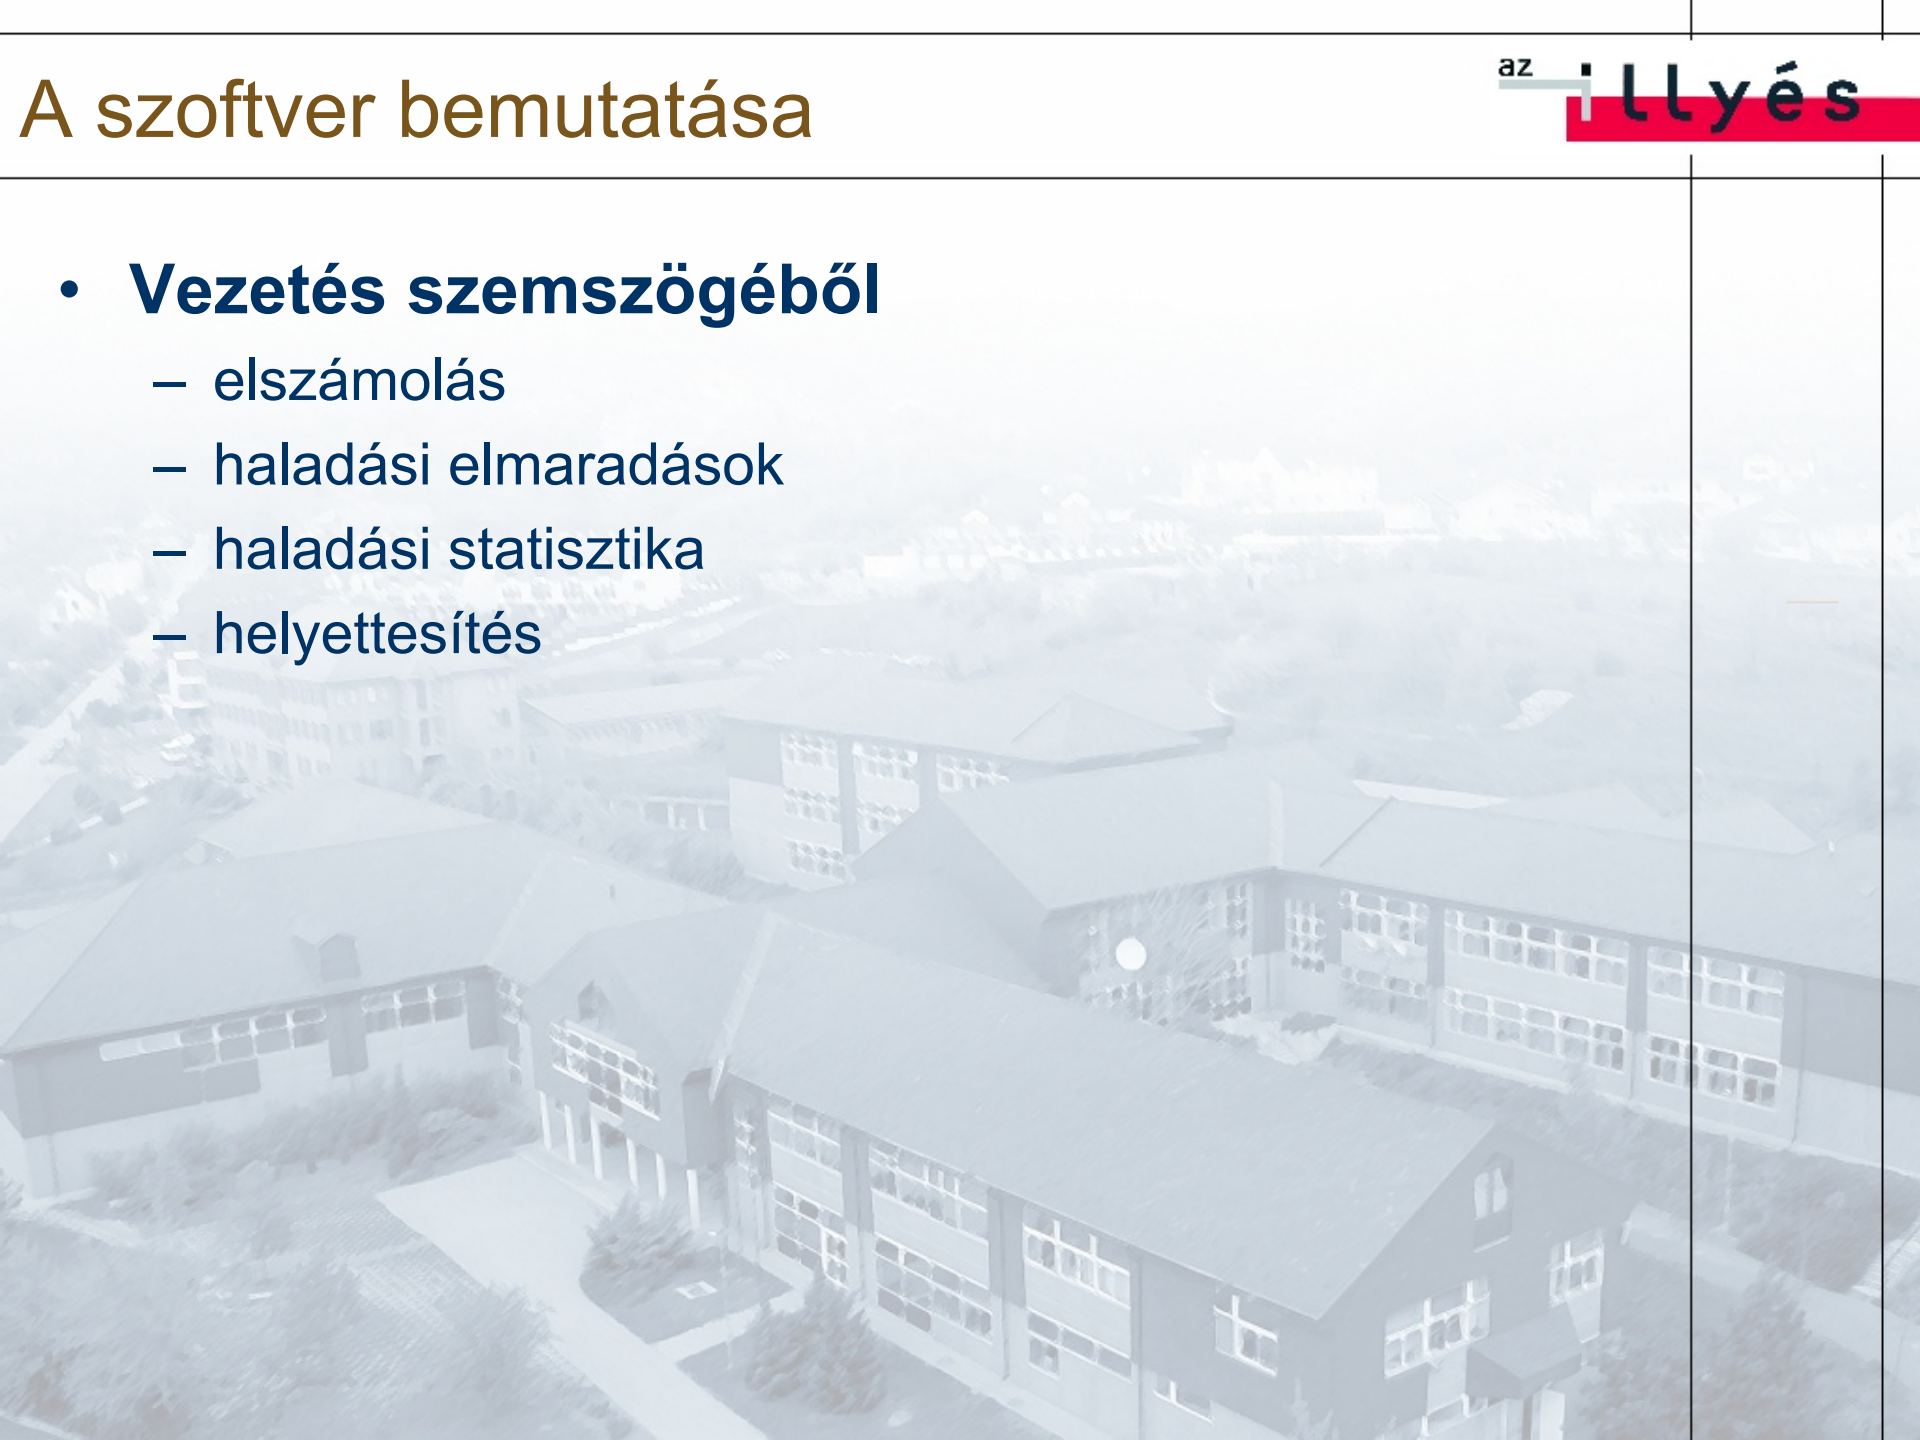 A szoftver bemutatása
az illyés
• Vezetés szemszögéből
– elszámolás
– haladási elmaradások
– haladási statisztika
– helyettesítés